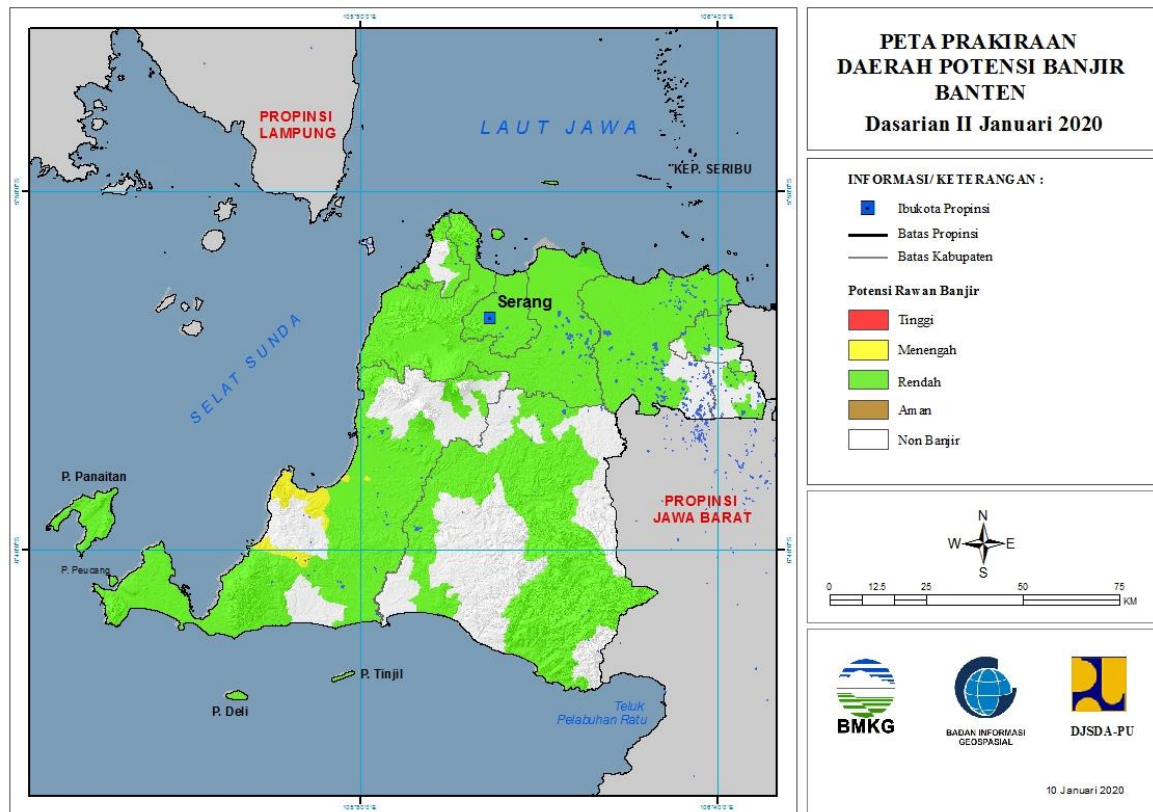 PROPINSI
LAMPUNG
LAUT JAWA
KEP. SERIBU
Serang
SELAT SUNDA
P. Panaitan
P. Peucang
PROPINSI
JAWA BARAT
P. Tinjil
P. Deli
Teluk
Pelabuhan Ratu
PETA PRAKIRAAN
DAERAH POTENSI BANJIR
BANTEN
Dasarian II Januari 2020
INFORMASI/KETERANGAN :
Ibukota Propinsi
Batas Propinsi
Batas Kabupaten
Potensi Rawan Banjir
Tinggi
Menengah
Rendah
Aman
Non Banjir
N
W E
S
0 12.5 25 50 75
KM
BMKG
BADAN INFORMASI
GEOSPASIAL
DJSDA-PU
10 Januari 2020